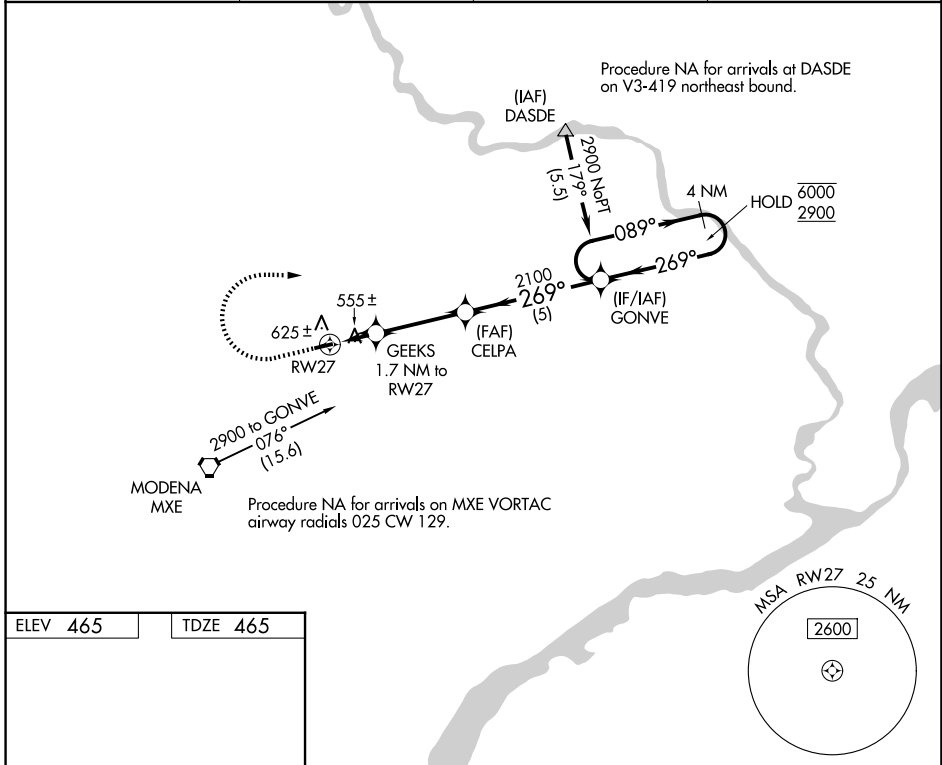 Procedure NA for arrivals at DASDE
on V3-419 northeast bound.
(IAF)
DASDE
2900 NoPT
179°
(5.5)
4 NM
HOLD 6000
2900
089°
269°
2100
269°
(5)
(IF/IAF)
GONVE
555 ±
625 ±
(FAF)
CELPA
RW27
GEEKS
1.7 NM to
RW27
2900 to GONVE
076°
(15.6)
MODENA
MXE
Procedure NA for arrivals on MXE VORTAC
airway radials 025 CW 129.
MSA RW27 25 NM
2600
ELEV 465
TDZE 465